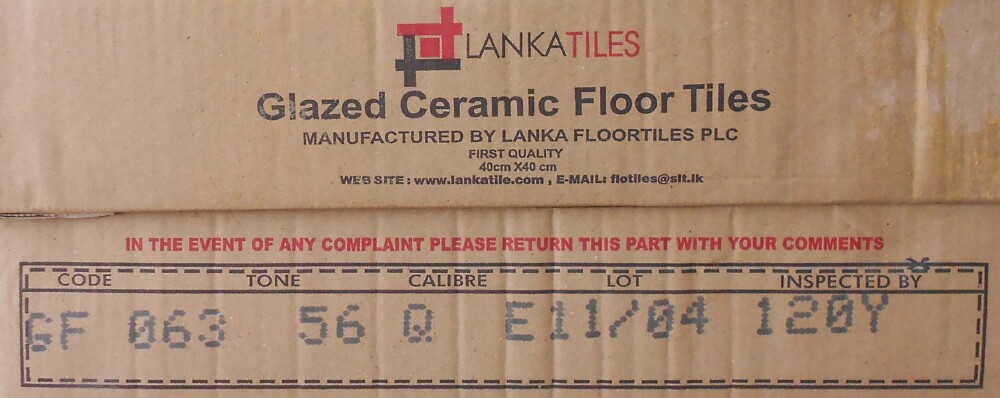 LANKATILES
Glazed Ceramic Floor Tiles
MANUFACTURED BY LANKA FLOORTILES PLC
FIRST QUALITY
40cm X40 cm
WEB SITE : www.lankatile.com , E-MAIL: flotiles@slt.lk
IN THE EVENT OF ANY COMPLAINT PLEASE RETURN THIS PART WITH YOUR COMMENTS
CODE TONE CALIBRE LOT INSPECTED BY
GF 063 56 Q E11/04 120Y